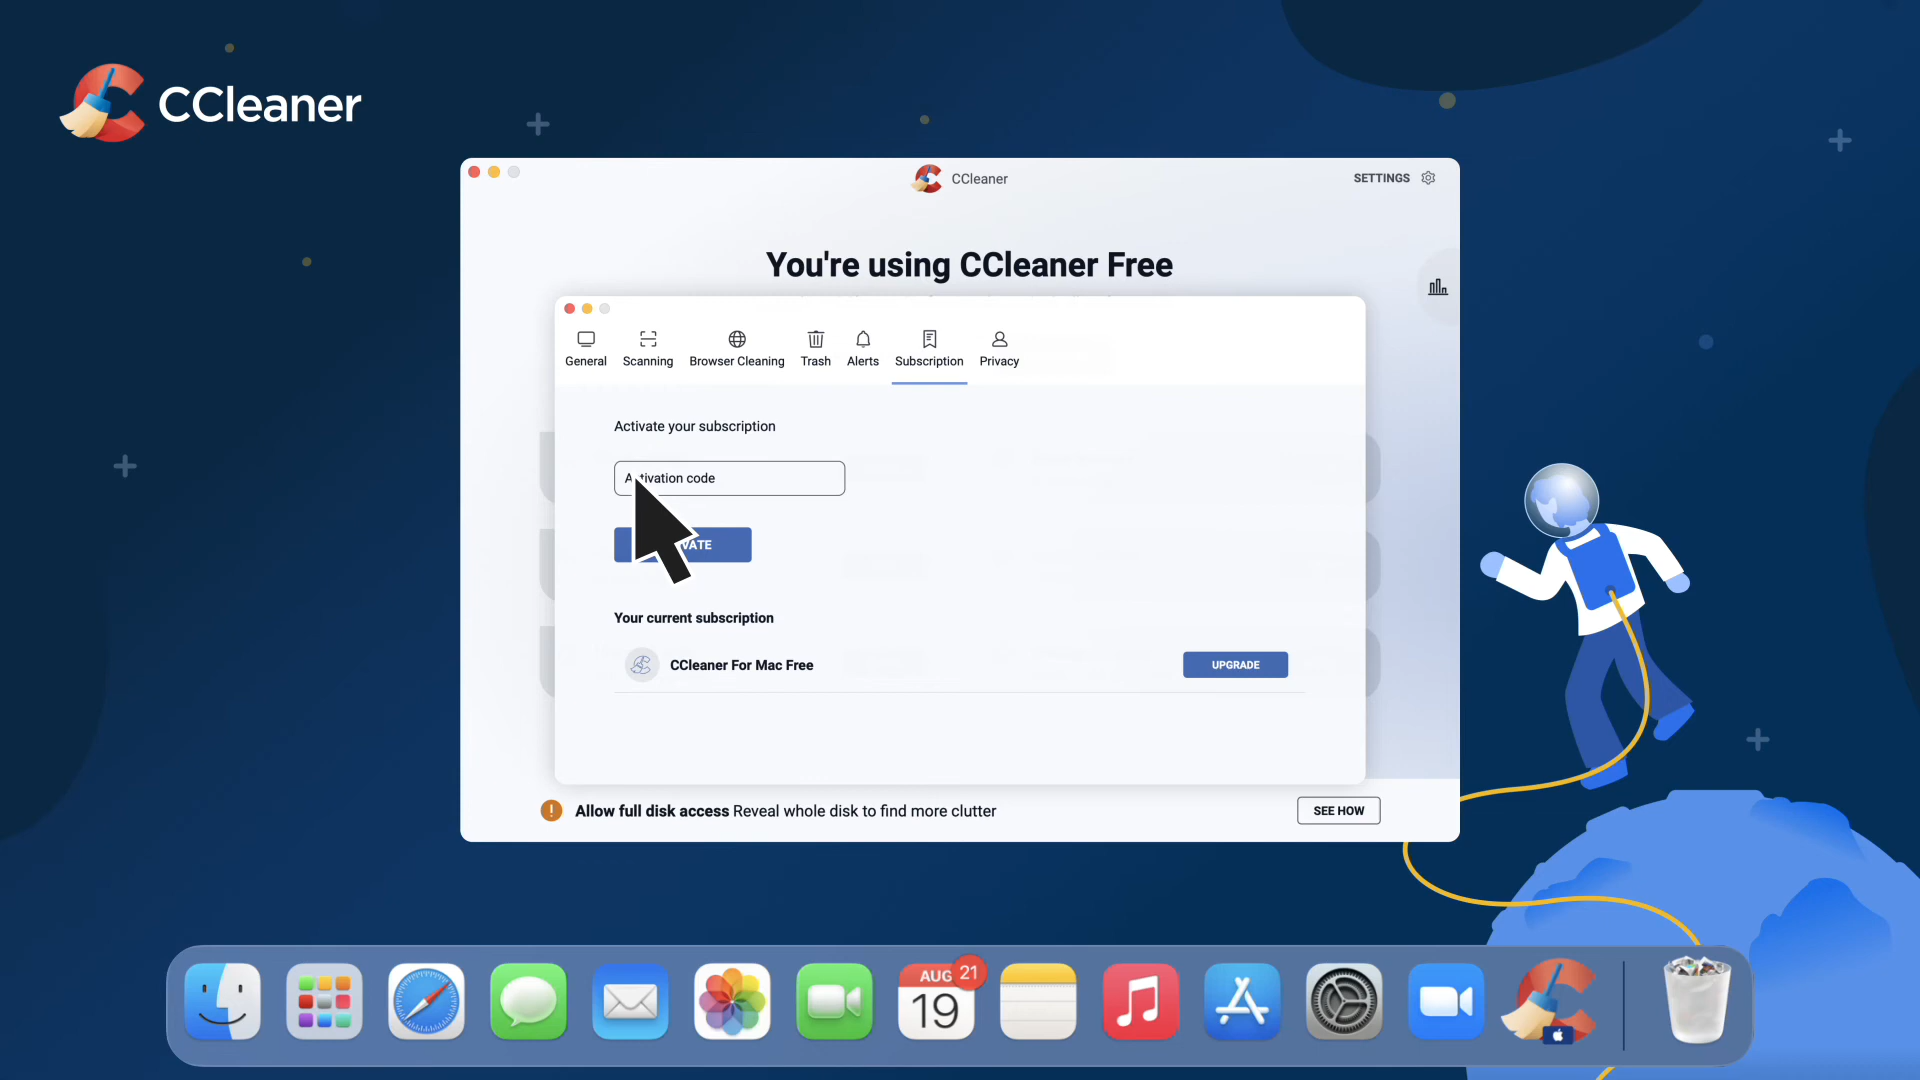 CCleaner
CCleaner
SETTINGS
You're using CCleaner Free
General
Scanning
Browser Cleaning
Trash
Alerts
Subscription
Privacy
Activate your subscription
Activation code
VATE
Your current subscription
CCleaner For Mac Free
UPGRADE
Allow full disk access Reveal whole disk to find more clutter
SEE HOW
AUG
21
19